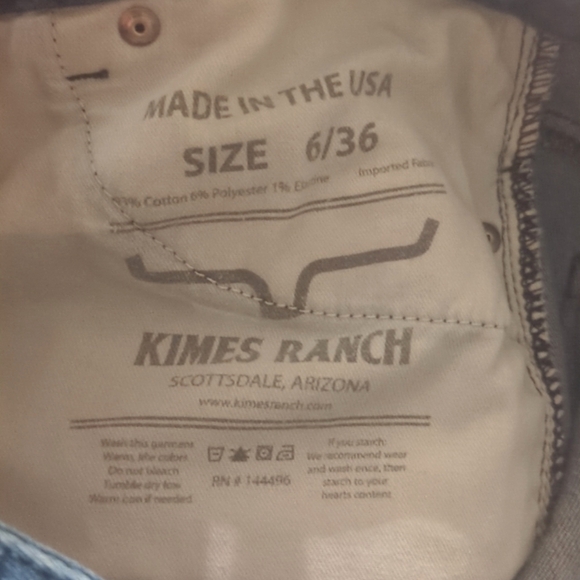 MADE IN THE USA
SIZE 6/36
Cotton 6% Polyester 1%
Imported
KIMES RANCH
SCOTTSDALE, ARIZONA
www.kimesranch.com
Wash this garment
Warm, like colors
Do not bleach
Tumble dry low
Warm iron if needed
RN # 144496
If you starch:
We recommend wear
and wash once, then
starch to your
hearts content